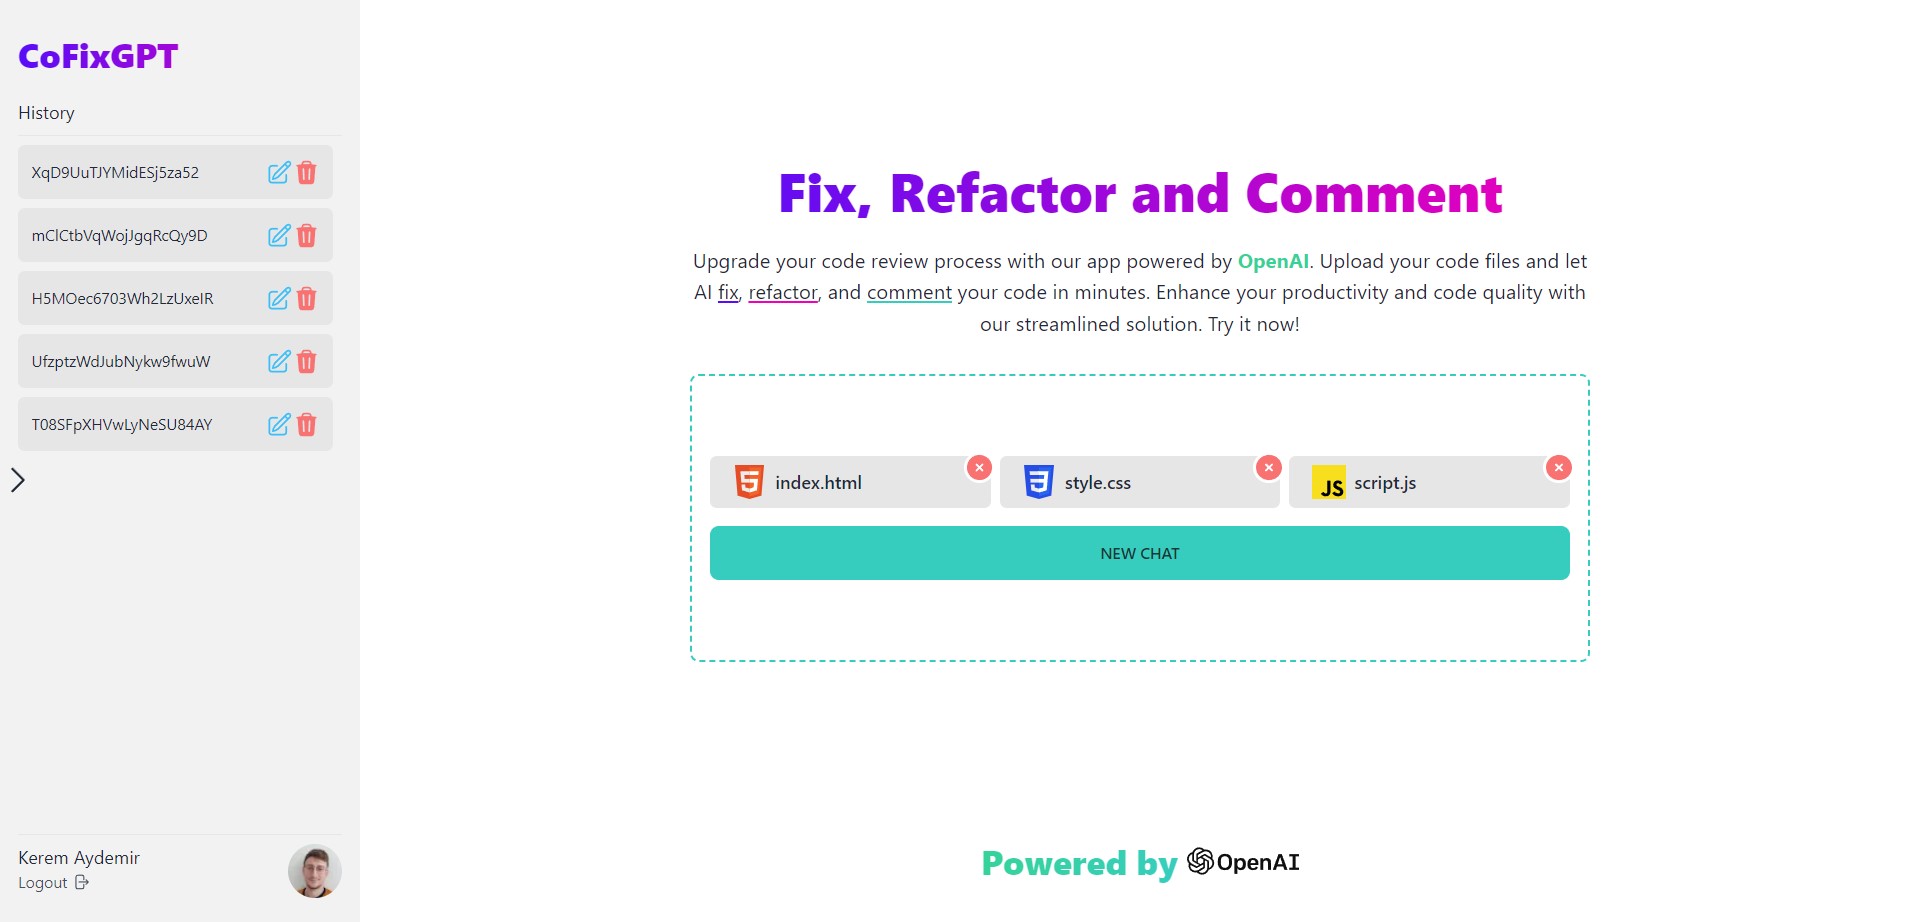 CoFixGPT
History
XqD9UuTJYMidESj5za52
mClCtbVqWojJgqRcQy9D
H5MOec6703Wh2LzUxeIR
UfzptzWdJubNykw9fwuW
T08SFpXHVwLyNeSU84AY
Kerem Aydemir
Logout
Fix, Refactor and Comment
Upgrade your code review process with our app powered by OpenAI. Upload your code files and let
AI fix, refactor, and comment your code in minutes. Enhance your productivity and code quality with
our streamlined solution. Try it now!
index.html
style.css
JS script.js
NEW CHAT
Powered by OpenAI